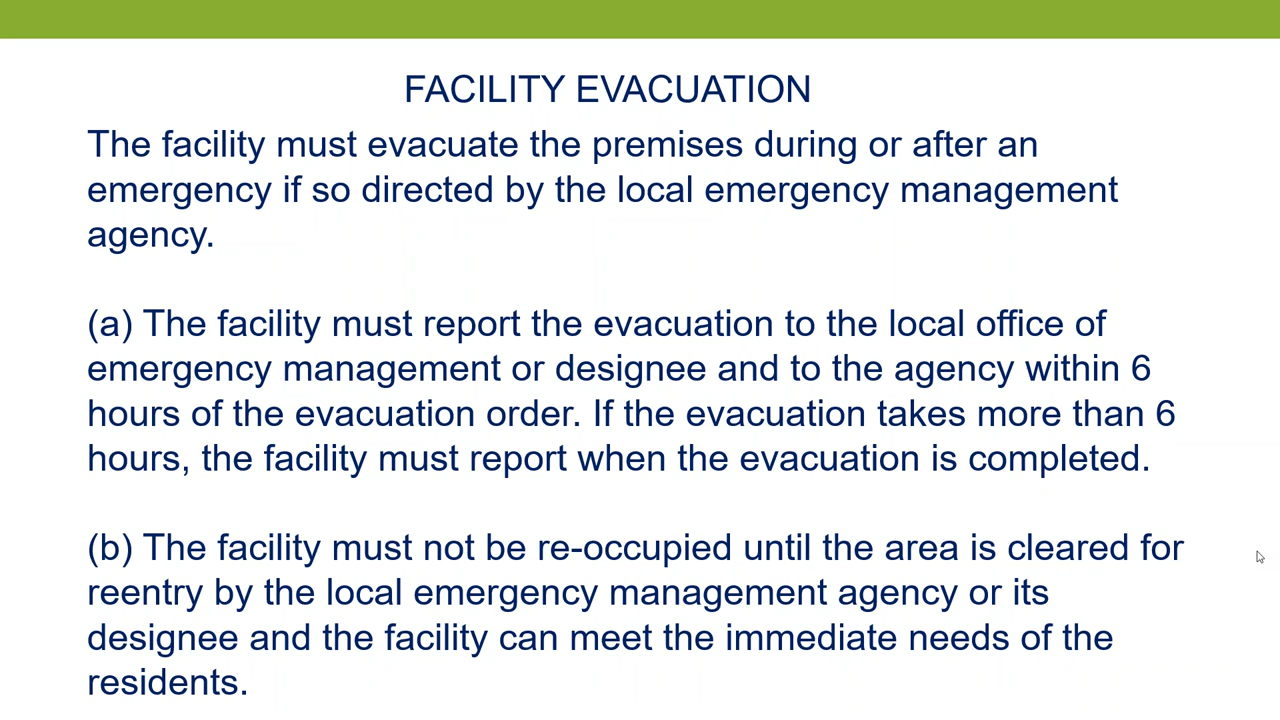 FACILITY EVACUATION
The facility must evacuate the premises during or after an
emergency if so directed by the local emergency management
agency.
(a) The facility must report the evacuation to the local office of
emergency management or designee and to the agency within 6
hours of the evacuation order. If the evacuation takes more than 6
hours, the facility must report when the evacuation is completed.
(b) The facility must not be re-occupied until the area is cleared for
reentry by the local emergency management agency or its
designee and the facility can meet the immediate needs of the
residents.